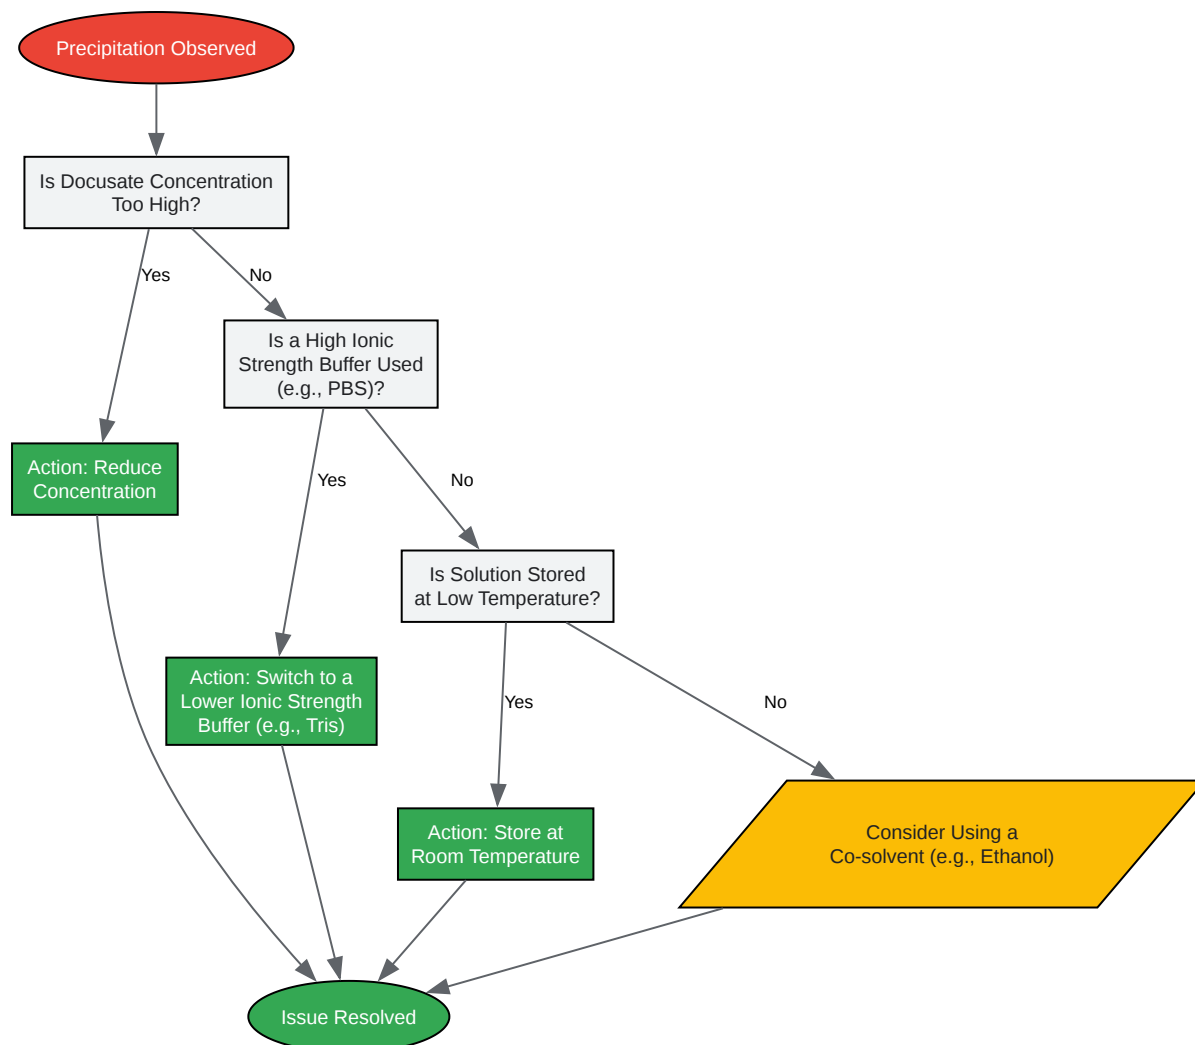 Precipitation Observed
Is Docusate Concentration
Too High?
Yes
No
Is a High Ionic
Strength Buffer Used
(e.g., PBS)?
Action: Reduce
Concentration
Yes
No
Is Solution Stored
at Low Temperature?
Action: Switch to a
Lower Ionic Strength
Buffer (e.g., Tris)
Yes
No
Action: Store at
Room Temperature
Consider Using a
Co-solvent (e.g., Ethanol)
Issue Resolved